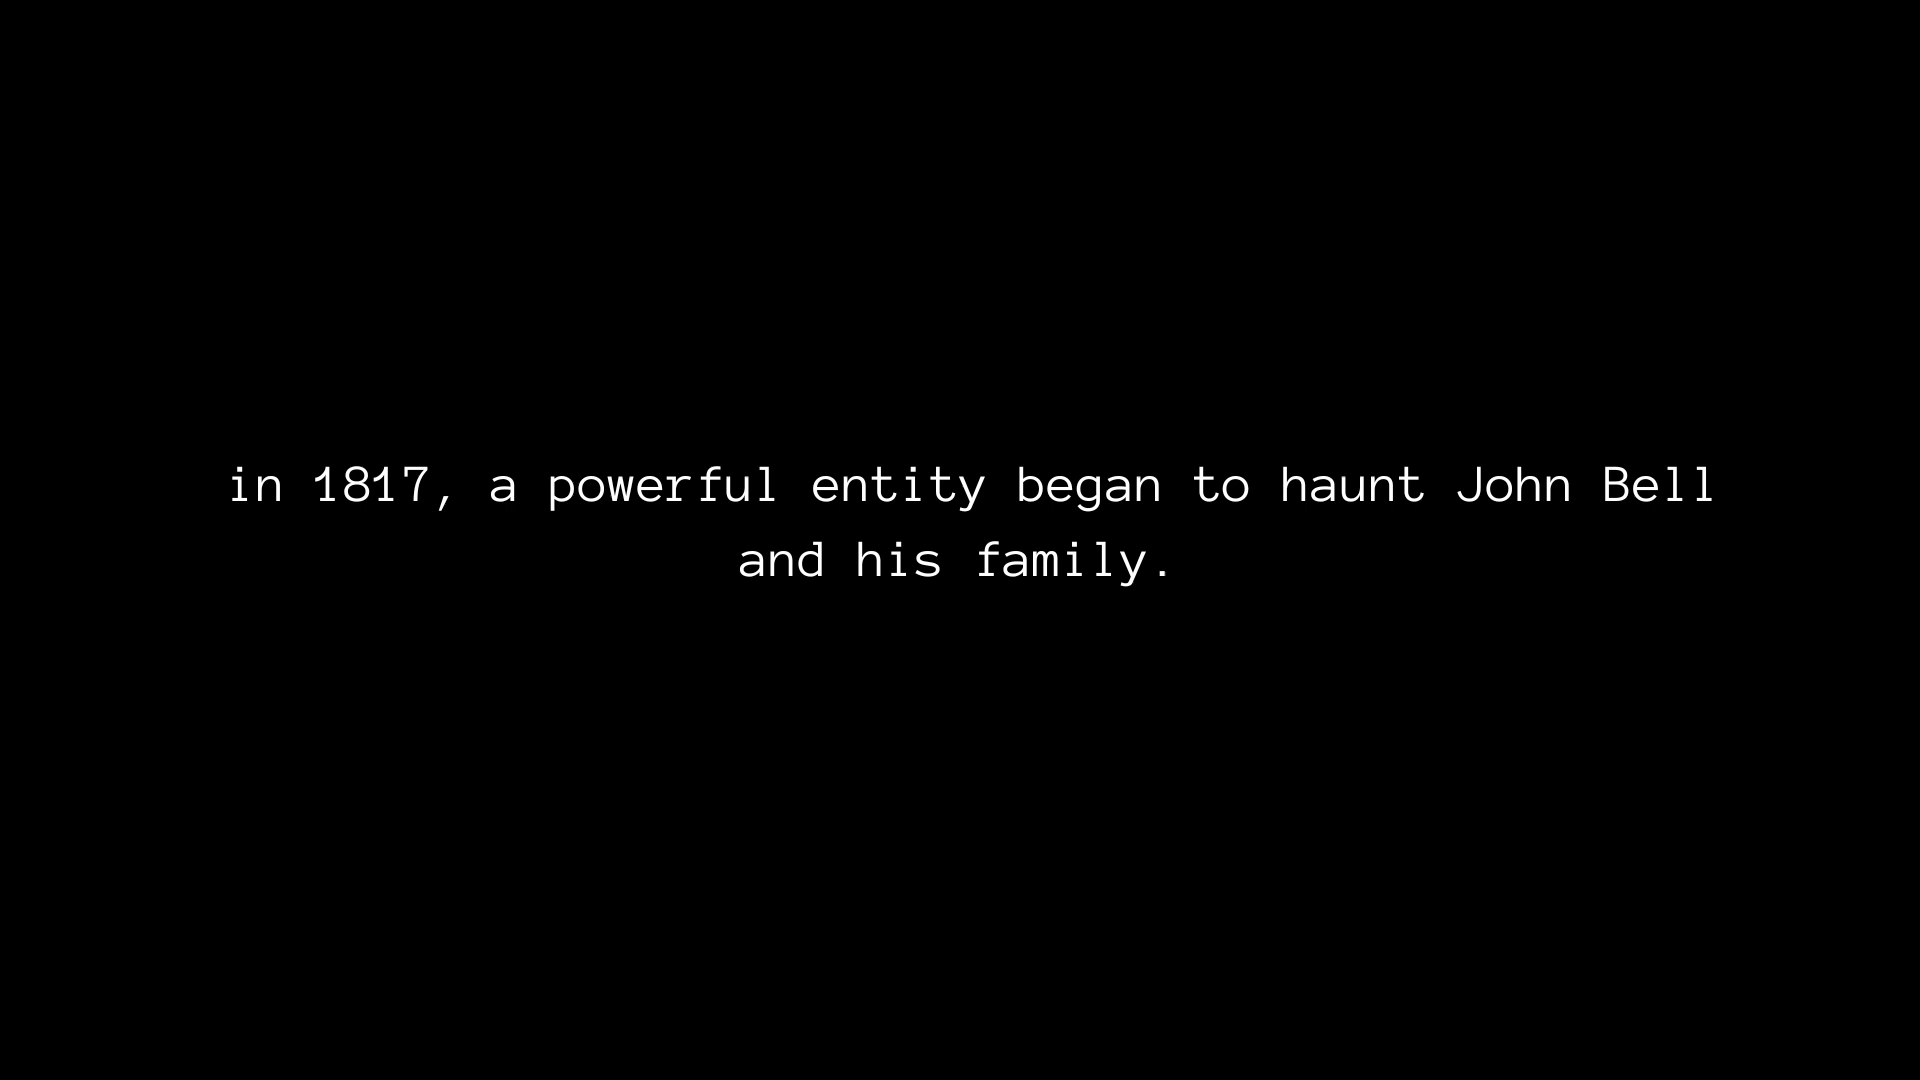 in 1817, a powerful entity began to haunt John Bell
and his family.